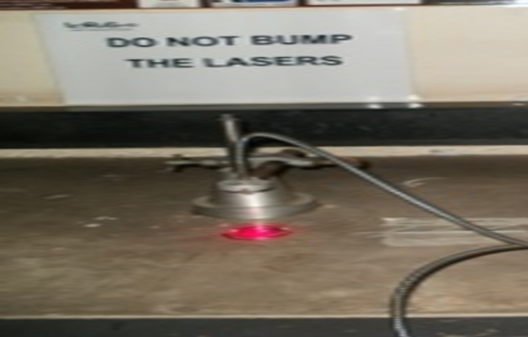 DO NOT BUMP
THE LASERS